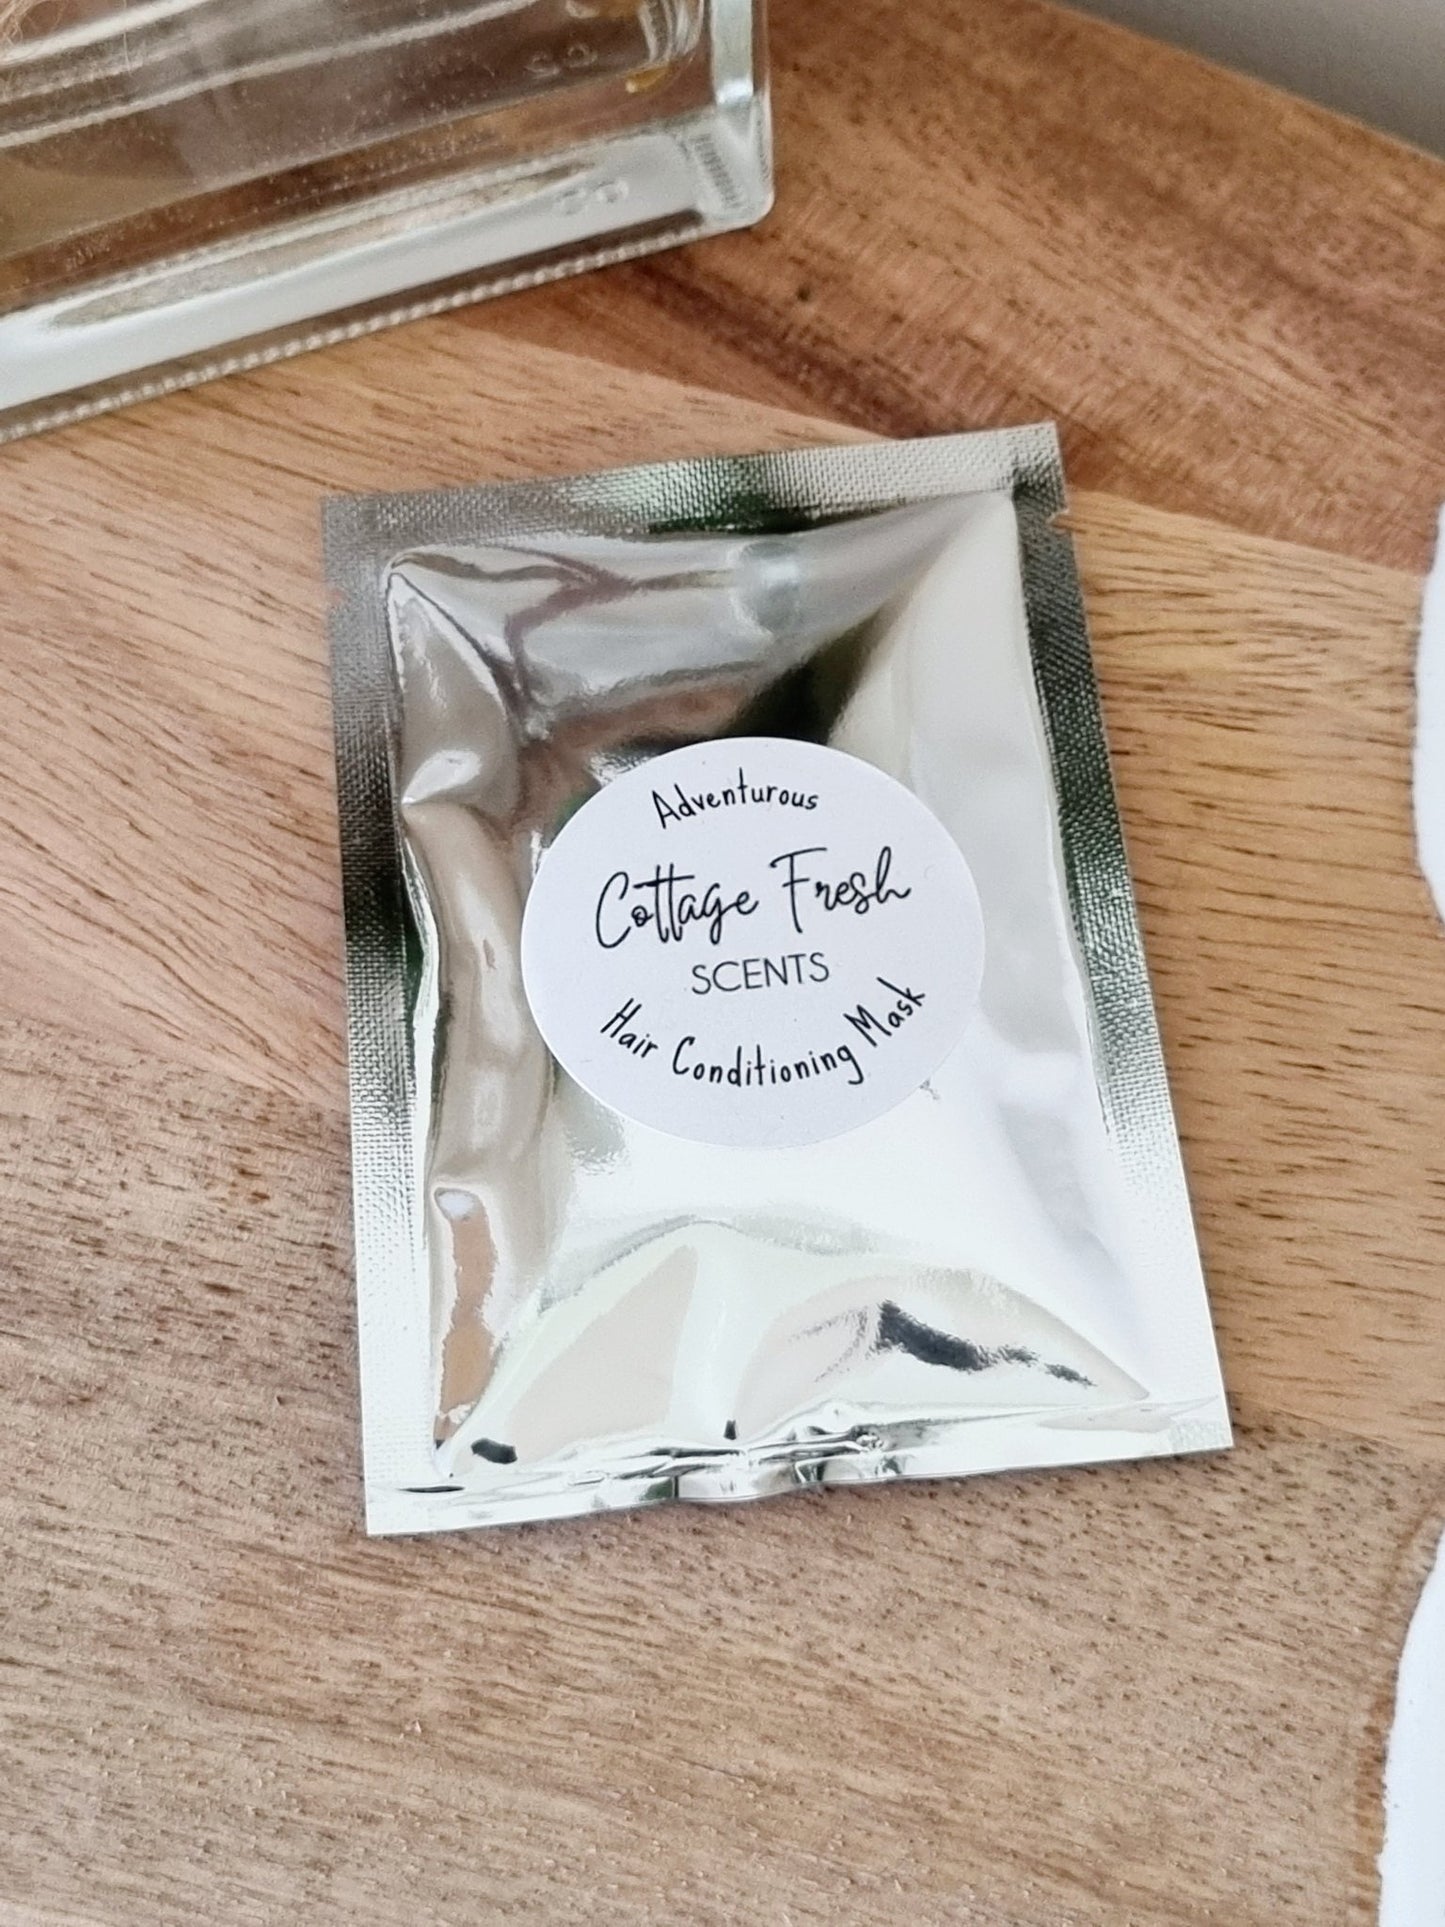 Adventurous
Cottage Fresh
SCENTS
Hair Conditioning Mask